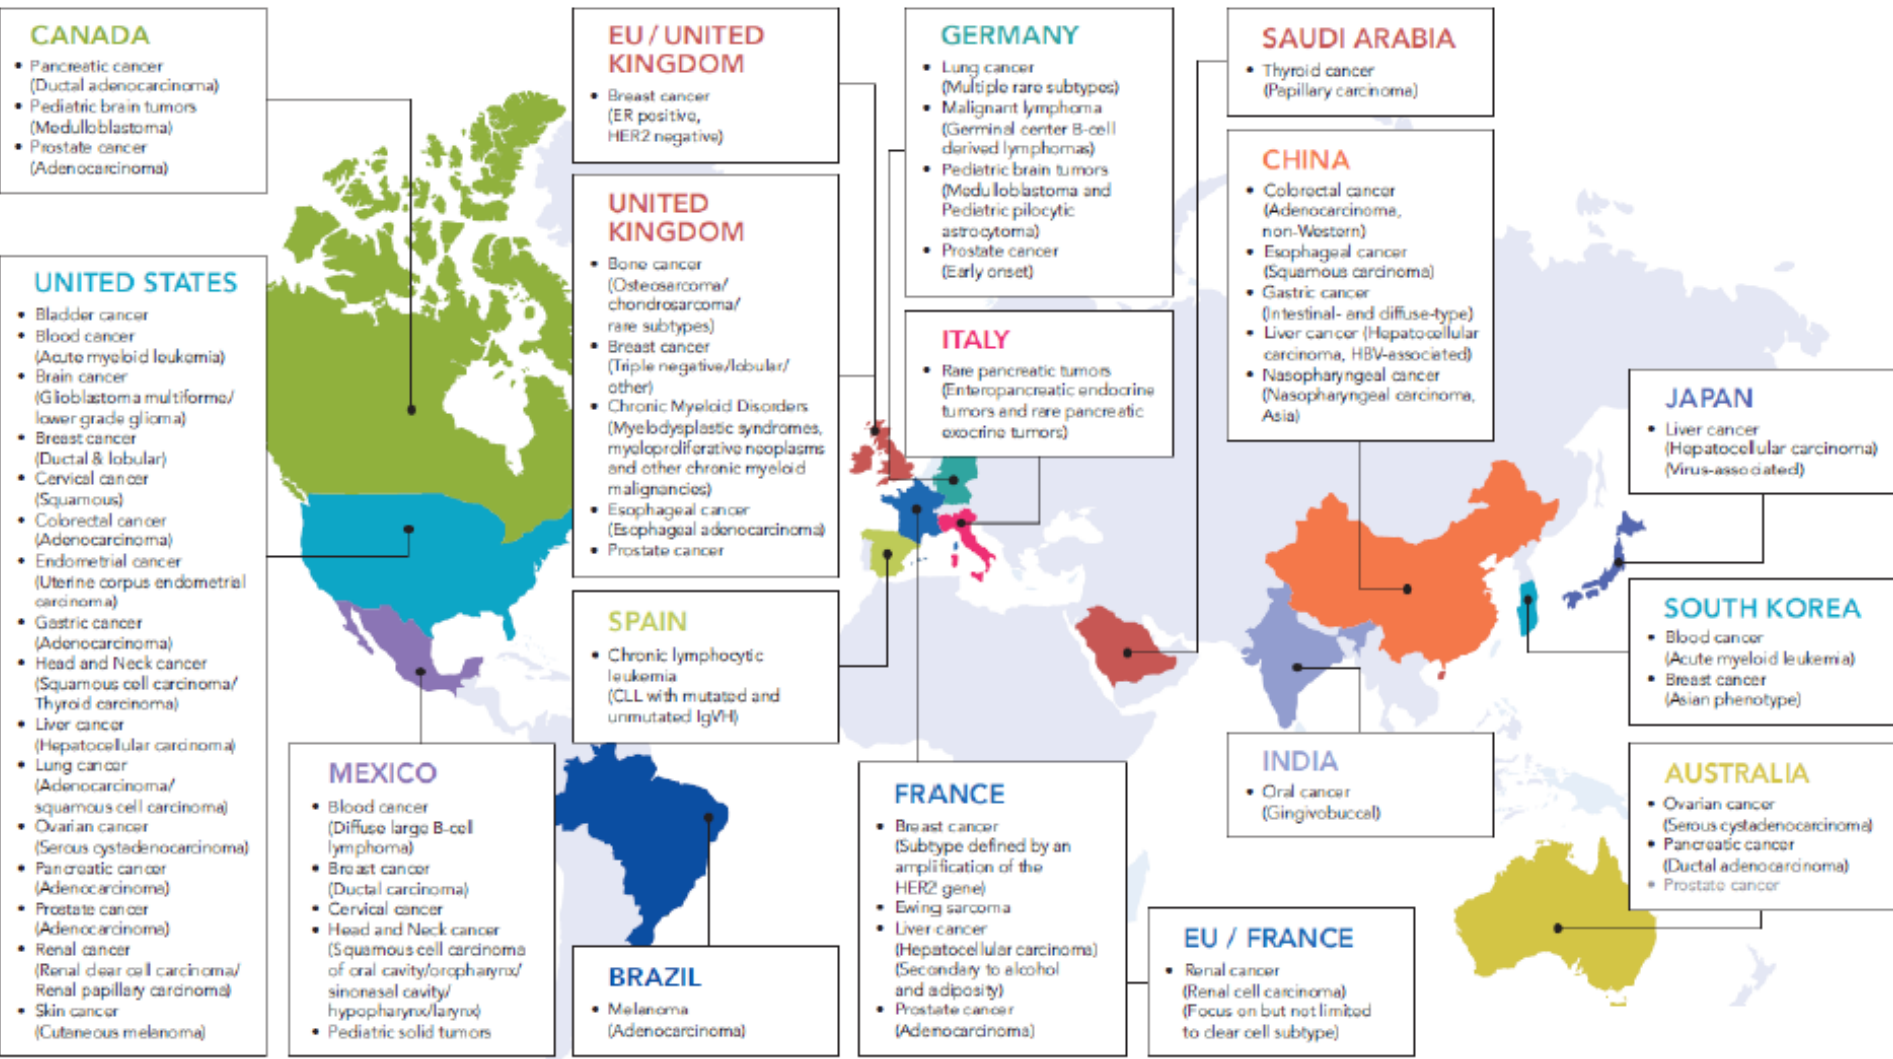 CANADA
• Pancreatic cancer
(Ductal adenocarcinoma)
• Pediatric brain tumors
(Medulloblastoma)
• Prostate cancer
(Adenocarcinoma)
UNITED STATES
• Bladder cancer
• Blood cancer
(Acute myeloid leukemia)
• Brain cancer
(Glioblastoma multiforme/
lower grade glioma)
• Breast cancer
(Ductal & lobular)
• Cervical cancer
(Squamous)
• Colorectal cancer
(Adenocarcinoma)
• Endometrial cancer
(Uterine corpus endometrial
carcinoma)
• Gastric cancer
(Adenocarcinoma)
• Head and Neck cancer
(Squamous cell carcinoma/
Thyroid carcinoma)
• Liver cancer
(Hepatocellular carcinoma)
• Lung cancer
(Adenocarcinoma/
squamous cell carcinoma)
• Ovarian cancer
(Serous cystadenocarcinoma)
• Pancreatic cancer
(Adenocarcinoma)
• Prostate cancer
(Adenocarcinoma)
• Renal cancer
(Renal clear cell carcinoma/
Renal papillary carcinoma)
• Skin cancer
(Cutaneous melanoma)
MEXICO
• Blood cancer
(Diffuse large B-cell
lymphoma)
• Breast cancer
(Ductal carcinoma)
• Cervical cancer
• Head and Neck cancer
(Squamous cell carcinoma
of oral cavity/oropharynx/
sinonasal cavity/
hypopharynx/larynx)
• Pediatric solid tumors
EU / UNITED
KINGDOM
• Breast cancer
(ER positive,
HER2 negative)
UNITED
KINGDOM
• Bone cancer
(Osteosarcoma/
chondrosarcoma/
rare subtypes)
• Breast cancer
(Triple negative/lobular/
other)
• Chronic Myeloid Disorders
(Myelodysplastic syndromes,
myeloproliferative neoplasms
and other chronic myeloid
malignancies)
• Esophageal cancer
(Esophageal adenocarcinoma)
• Prostate cancer
SPAIN
• Chronic lymphocytic
leukemia
(CLL with mutated and
unmutated IgVH)
BRAZIL
• Melanoma
(Adenocarcinoma)
GERMANY
• Lung cancer
(Multiple rare subtypes)
• Malignant lymphoma
(Germinal center B-cell
derived lymphomas)
• Pediatric brain tumors
(Medulloblastoma and
Pediatric pilocytic
astrocytoma)
• Prostate cancer
(Early onset)
ITALY
• Rare pancreatic tumors
(Enteropancreatic endocrine
tumors and rare pancreatic
exocrine tumors)
FRANCE
• Breast cancer
(Subtype defined by an
amplification of the
HER2 gene)
• Ewing sarcoma
• Liver cancer
(Hepatocellular carcinoma)
(Secondary to alcohol
and adiposity)
• Prostate cancer
(Adenocarcinoma)
EU / FRANCE
• Renal cancer
(Renal cell carcinoma)
(Focus on but not limited
to clear cell subtype)
SAUDI ARABIA
• Thyroid cancer
(Papillary carcinoma)
CHINA
• Colorectal cancer
(Adenocarcinoma,
non-Western)
• Esophageal cancer
(Squamous carcinoma)
• Gastric cancer
(Intestinal- and diffuse-type)
• Liver cancer (Hepatocellular
carcinoma, HBV-associated)
• Nasopharyngeal cancer
(Nasopharyngeal carcinoma,
Asia)
INDIA
• Oral cancer
(Gingivobuccal)
JAPAN
• Liver cancer
(Hepatocellular carcinoma)
(Virus-associated)
SOUTH KOREA
• Blood cancer
(Acute myeloid leukemia)
• Breast cancer
(Asian phenotype)
AUSTRALIA
• Ovarian cancer
(Serous cystadenocarcinoma)
• Pancreatic cancer
(Ductal adenocarcinoma)
• Prostate cancer